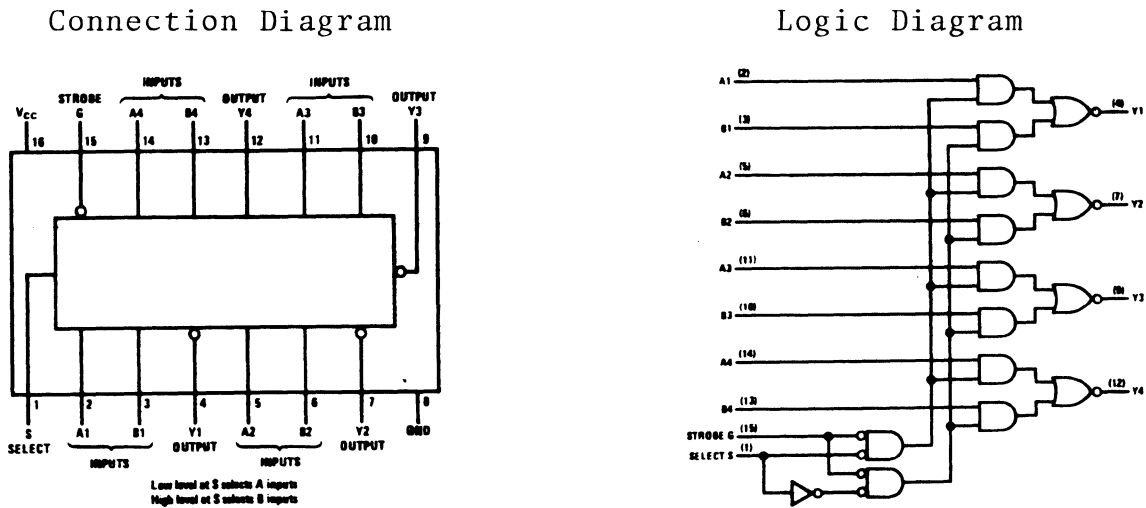 Connection Diagram
INPUTS INPUTS
STROBE OUTPUT OUTPUT
VCC G A4 B4 Y4 A3 B3 Y3
16 15 14 13 12 11 10 9
1 2 3 4 5 6 7 8
S A1 B1 Y1 A2 B2 Y2 GND
SELECT OUTPUT OUTPUT
INPUTS INPUTS
Low level at S selects A inputs
High level at S selects B inputs
Logic Diagram
A1 (2)
(4) Y1
B1 (3)
A2 (5)
(7) Y2
B2 (6)
A3 (11)
(9) Y3
B3 (10)
A4 (14)
(12) Y4
B4 (13)
STROBE G (15)
SELECT S (1)